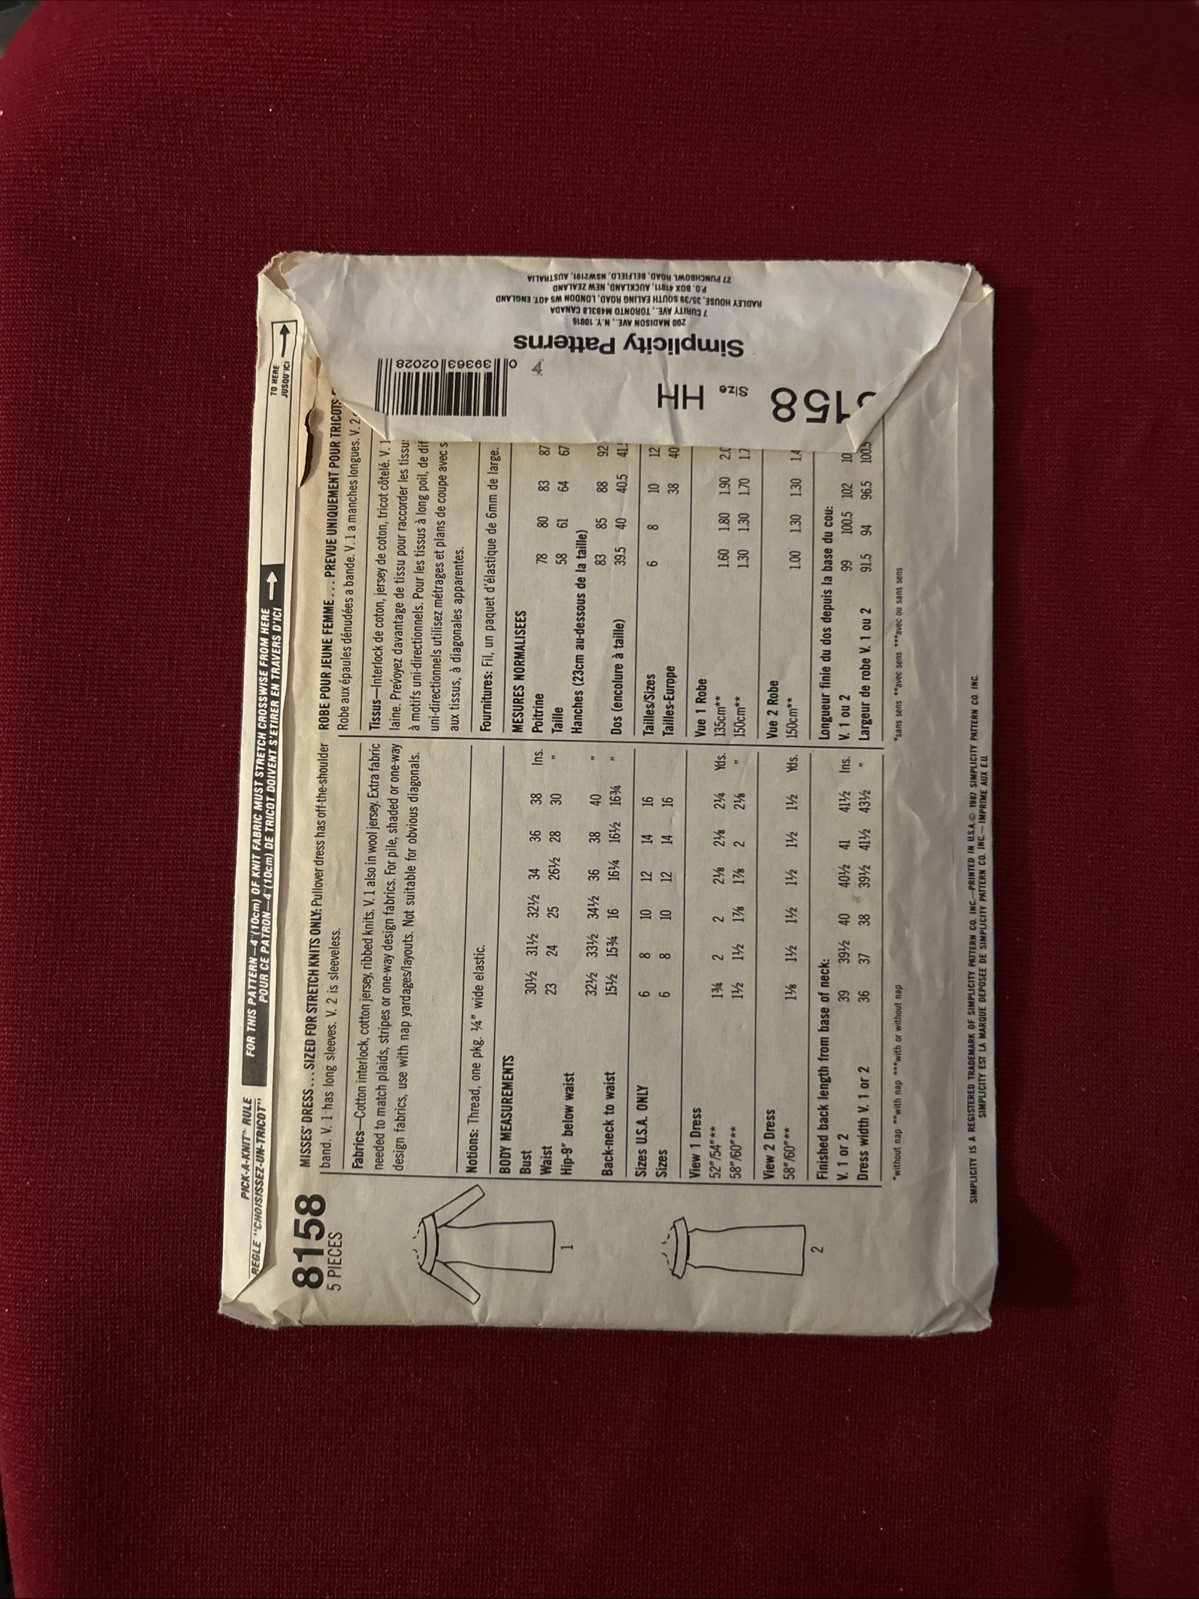 PICK-A-KNIT® RULE
REGLE "CHOISISSEZ-UN-TRICOT"
FOR THIS PATTERN—4"(10cm) OF KNIT FABRIC MUST STRETCH CROSSWISE FROM HERE
POUR CE PATRON—4"(10cm) DE TRICOT DOIVENT S'ETIRER EN TRAVERS D'ICI
TO HERE
JUSQU'ICI
8158
5 PIECES
1
2
MISSES' DRESS...SIZED FOR STRETCH KNITS ONLY: Pullover dress has off-the-shoulder
band. V. 1 has long sleeves. V. 2 is sleeveless.
Fabrics—Cotton interlock, cotton jersey, ribbed knits. V. 1 also in wool jersey. Extra fabric
needed to match plaids, stripes or one-way design fabrics. For pile, shaded or one-way
design fabrics, use with nap yardages/layouts. Not suitable for obvious diagonals.
Notions: Thread, one pkg. ¼" wide elastic.
BODY MEASUREMENTS
Bust 30½ 31½ 32½ 34 36 38 Ins.
Waist 23 24 25 26½ 28 30 "
Hip-9" below waist
32½ 33½ 34½ 36 38 40 "
Back-neck to waist 15½ 15¾ 16 16¼ 16½ 16¾ "
Sizes U.S.A. ONLY 6 8 10 12 14 16
Sizes 6 8 10 12 14 16
View 1 Dress
52"/54"** 1¾ 2 2 2⅛ 2⅛ 2¼ Yds.
58"/60"** 1½ 1½ 1⅞ 1⅞ 2 2⅛ "
View 2 Dress
58"/60"** 1⅛ 1½ 1½ 1½ 1½ 1½ Yds.
Finished back length from base of neck:
V. 1 or 2 39 39½ 40 40½ 41 41½ Ins.
Dress width V. 1 or 2 36 37 38 39½ 41½ 43½ "
*without nap **with nap ***with or without nap
ROBE POUR JEUNE FEMME... PREVUE UNIQUEMENT POUR TRICOTS
Robe aux épaules dénudées a bande. V. 1 a manches longues. V. 2
Tissus—Interlock de coton, jersey de coton, tricot côtelé. V. 1
laine. Prévoyez davantage de tissu pour raccorder les tissu
à motifs uni-directionnels. Pour les tissus à long poil, de dif
uni-directionnels utilisez métrages et plans de coupe avec s
aux tissus, à diagonales apparentes.
Fournitures: Fil, un paquet d'élastique de 6mm de large.
MESURES NORMALISEES
Poitrine 78 80 83 87
Taille 58 61 64 67
Hanches (23cm au-dessous de la taille)
83 85 88 92
Dos (encolure à taille) 39.5 40 40.5 41
Tailles/Sizes 6 8 10 12
Tailles-Europe 38 40
Vue 1 Robe
135cm** 1.60 1.80 1.90 2.0
150cm** 1.30 1.30 1.70 1.7
Vue 2 Robe
150cm** 1.00 1.30 1.30 1.4
Longueur finie du dos depuis la base du cou:
V. 1 ou 2 99 100.5 102 10
Largeur de robe V. 1 ou 2 91.5 94 96.5 100.5
*sans sens **avec sens ***avec ou sans sens
SIMPLICITY IS A REGISTERED TRADEMARK OF SIMPLICITY PATTERN CO. INC.—PRINTED IN U.S.A. © 1987 SIMPLICITY PATTERN CO. INC.
SIMPLICITY EST LA MARQUE DEPOSEE DE SIMPLICITY PATTERN CO. INC.—IMPRIME AUX E.U.
8158 Size HH
4
0 39363 02028
Simplicity Patterns
200 MADISON AVE., N.Y. 10016
7 CURITY AVE., TORONTO M4B3L8 CANADA
RADLEY HOUSE, 35/39 SOUTH EALING ROAD, LONDON W5 4QT, ENGLAND
P.O. BOX 41011, AUCKLAND, NEW ZEALAND
27 PUNCHBOWL ROAD, BELFIELD, NSW2191, AUSTRALIA